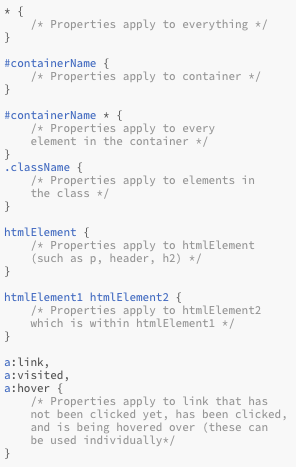 * {
/* Properties apply to everything */
}
#containerName {
/* Properties apply to container */
}
#containerName * {
/* Properties apply to every
element in the container */
}
.className {
/* Properties apply to elements in
the class */
}
htmlElement {
/* Properties apply to htmlElement
(such as p, header, h2) */
}
htmlElement1 htmlElement2 {
/* Properties apply to htmlElement2
which is within htmlElement1 */
}
a:link,
a:visited,
a:hover {
/* Properties apply to link that has
not been clicked yet, has been clicked,
and is being hovered over (these can
be used individually*/
}